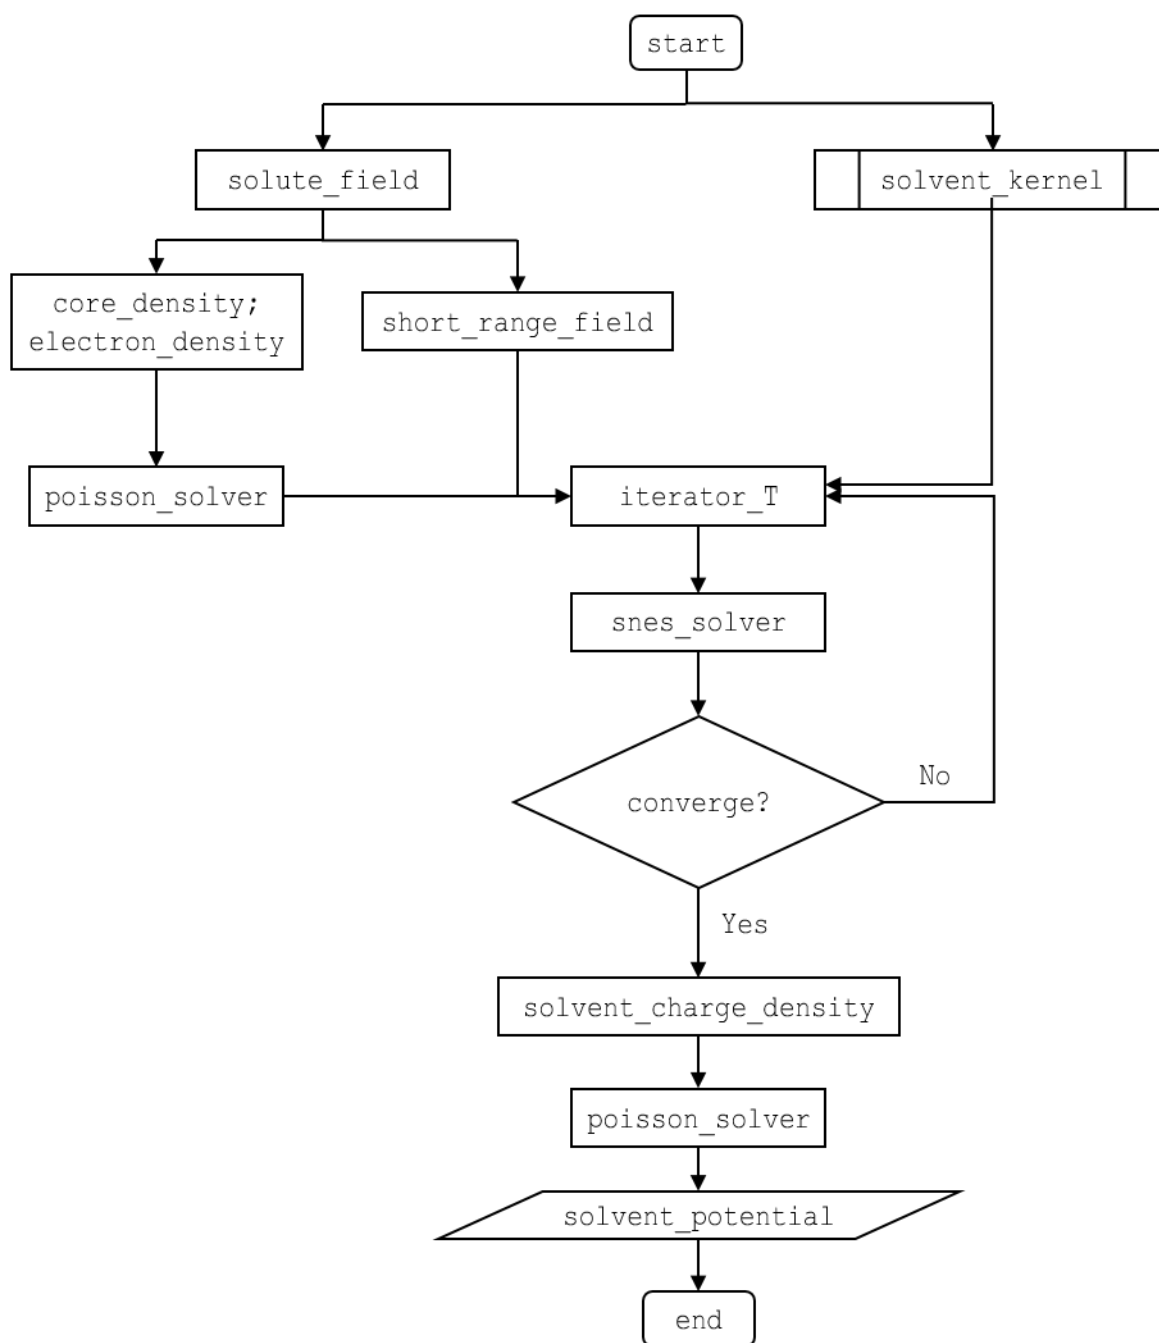 start
solute_field
solvent_kernel
core_density;
electron_density
short_range_field
poisson_solver
iterator_T
snes_solver
converge?
No
Yes
solvent_charge_density
poisson_solver
solvent_potential
end